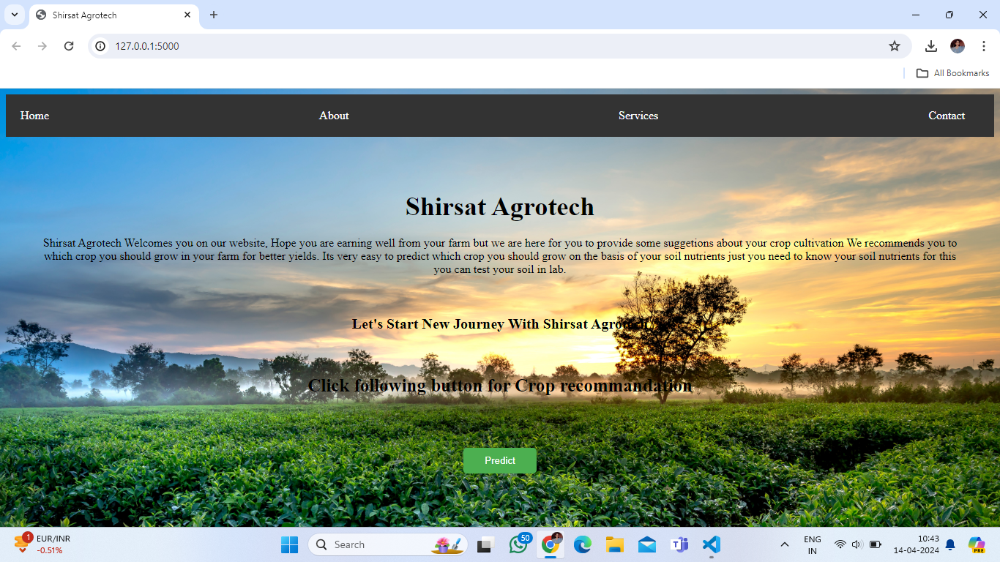 Shirsat Agrotech
127.0.0.1:5000
All Bookmarks
Home About Services Contact
Shirsat Agrotech
Shirsat Agrotech Welcomes you on our website, Hope you are earning well from your farm but we are here for you to provide some suggetions about your crop cultivation We recommends you to
which crop you should grow in your farm for better yields. Its very easy to predict which crop you should grow on the basis of your soil nutrients just you need to know your soil nutrients for this
you can test your soil in lab.
Let's Start New Journey With Shirsat Agrotech
Click following button for Crop recommandation
Predict
1
EUR/INR
-0.51%
Search
50
ENG
IN
10:43
14-04-2024
PRE